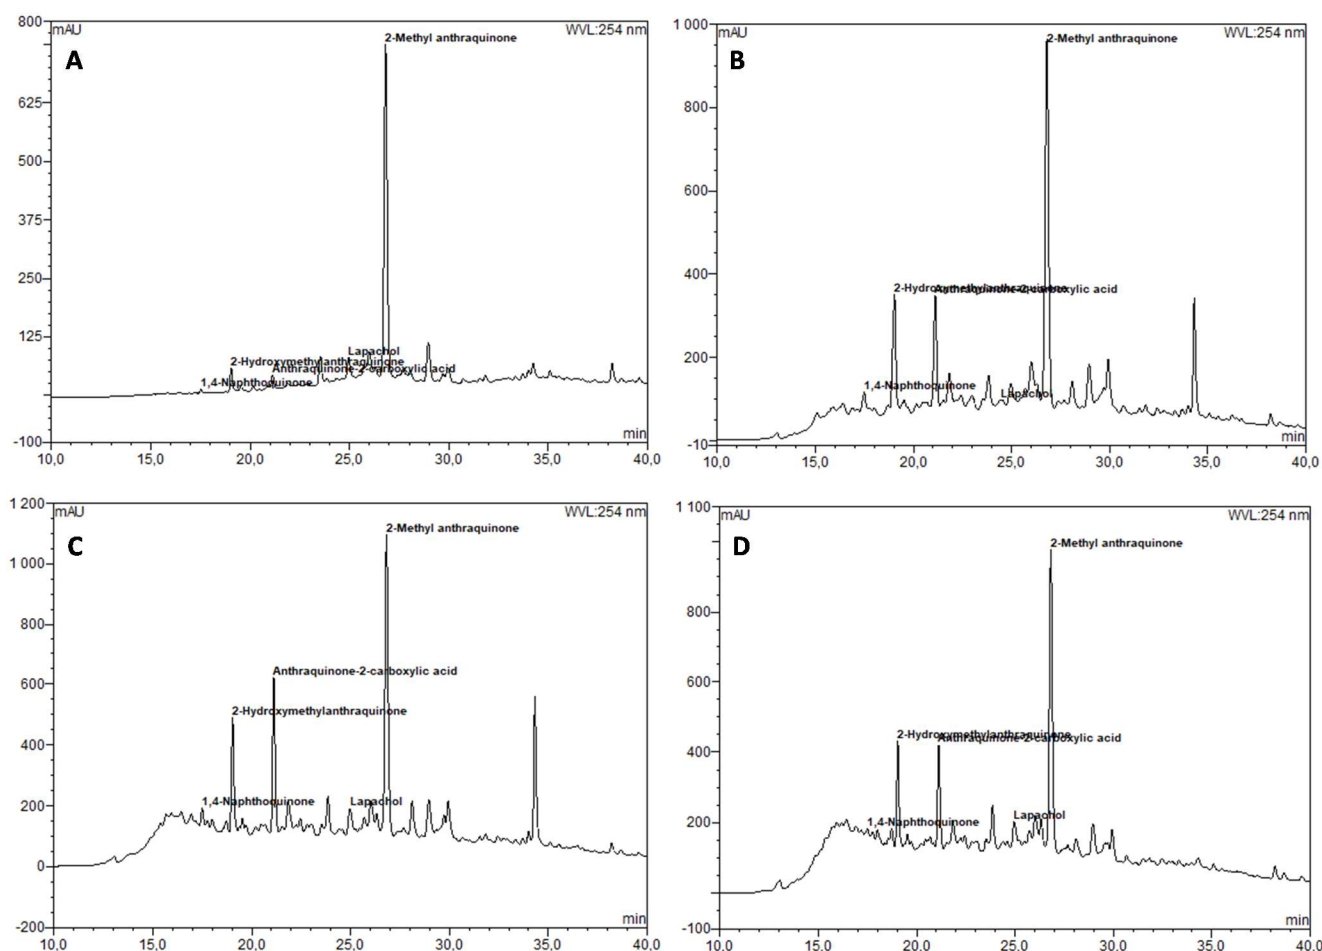 800
mAU
WVL:254 nm
A
2-Methyl anthraquinone
625
500
375
250
125
Lapachol
2-Hydroxymethylanthraquinone
Anthraquinone-2-carboxylic acid
1,4-Naphthoquinone
-100
min
10,0 15,0 20,0 25,0 30,0 35,0 40,0
1 000
mAU
WVL:254 nm
B
2-Methyl anthraquinone
800
600
400
2-Hydroxymethylanthraquinone
Anthraquinone-2-carboxylic acid
200
1,4-Naphthoquinone
Lapachol
-10
min
10,0 15,0 20,0 25,0 30,0 35,0 40,0
1 200
mAU
WVL:254 nm
C
2-Methyl anthraquinone
1 000
800
Anthraquinone-2-carboxylic acid
600
2-Hydroxymethylanthraquinone
400
200
1,4-Naphthoquinone
Lapachol
0
-200
min
10,0 15,0 20,0 25,0 30,0 35,0 40,0
1 100
mAU
WVL:254 nm
D
2-Methyl anthraquinone
800
600
400
2-Hydroxymethylanthraquinone
Anthraquinone-2-carboxylic acid
200
1,4-Naphthoquinone
Lapachol
-100
min
10,0 15,0 20,0 25,0 30,0 35,0 40,0